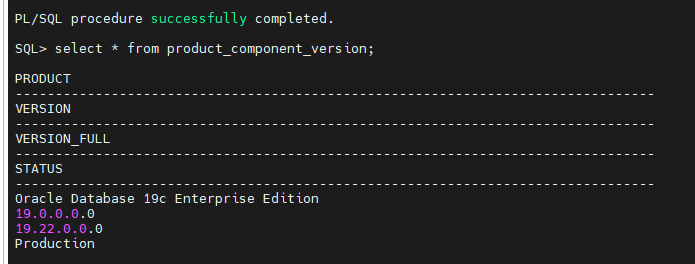 PL/SQL procedure successfully completed.
SQL> select * from product_component_version;
PRODUCT
--------------------------------------------------------------------------------
VERSION
--------------------------------------------------------------------------------
VERSION_FULL
--------------------------------------------------------------------------------
STATUS
--------------------------------------------------------------------------------
Oracle Database 19c Enterprise Edition
19.0.0.0.0
19.22.0.0.0
Production